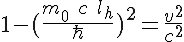 1-(\frac{m_0 \ c \ l_h}{\hbar})^2=\frac{v^2}{c^2}